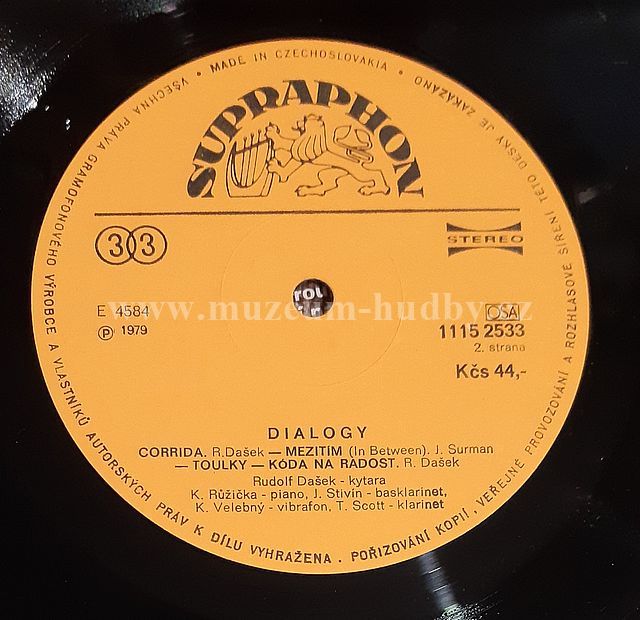 VŠECHNA PRÁVA GRAMOFONOVÉHO VÝROBCE A VLASTNÍKŮ AUTORSKÝCH PRÁV K DÍLU VYHRAŽENA . POŘIZOVÁNÍ KOPIÍ, VEŘEJNÉ PROVOZOVÁNÍ A ROZHLASOVÉ ŠÍŘENÍ TÉTO DESKY JE ZAKÁZÁNO
• MADE IN CZECHOSLOVAKIA •
SUPRAPHON
33
STEREO
E 4584
Ⓟ 1979
www.muzeum-hudby.cz
OSA
1115 2533
2. strana
Kčs 44,-
DIALOGY
CORRIDA. R.Dašek — MEZITÍM (In Between). J. Surman
— TOULKY — KÓDA NA RADOST. R. Dašek
Rudolf Dašek - kytara
K. Růžička - piano, J. Stivín - basklarinet,
K. Velebný - vibrafon, T. Scott - klarinet